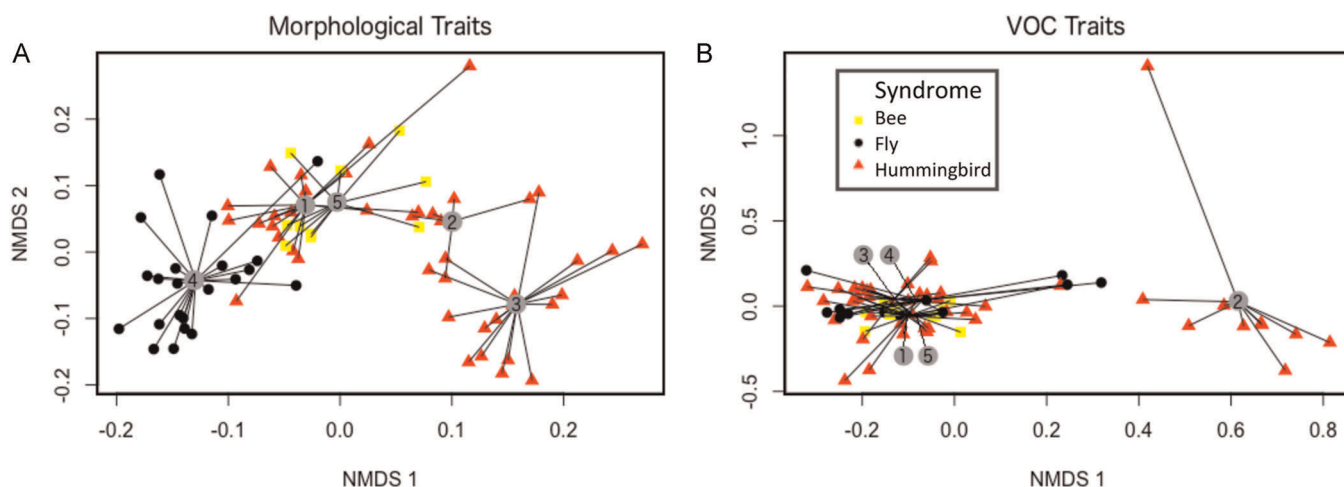 Morphological Traits
A
NMDS 2
0.2
0.1
0.0
-0.1
-0.2
1
5
2
4
3
-0.2 -0.1 0.0 0.1 0.2
NMDS 1
VOC Traits
B
NMDS 2
1.0
0.5
0.0
-0.5
Syndrome
Bee
Fly
Hummingbird
3 4
2
1 5
-0.2 0.0 0.2 0.4 0.6 0.8
NMDS 1